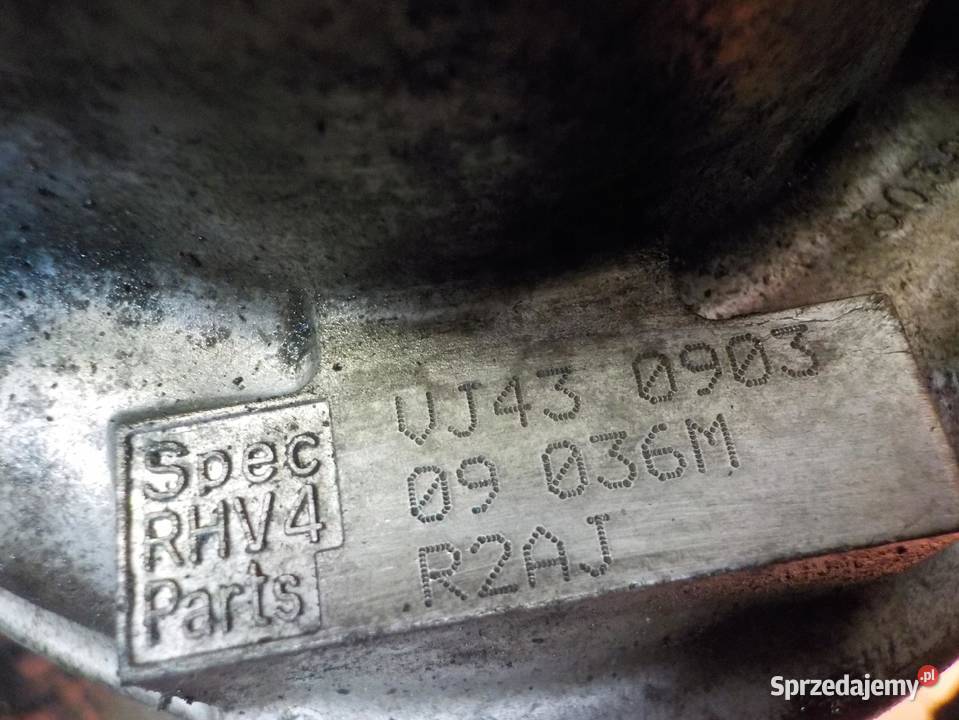 Spec
RHV4
Parts
VJ43 0903
09 036M
R2AJ
Sprzedajemy.pl